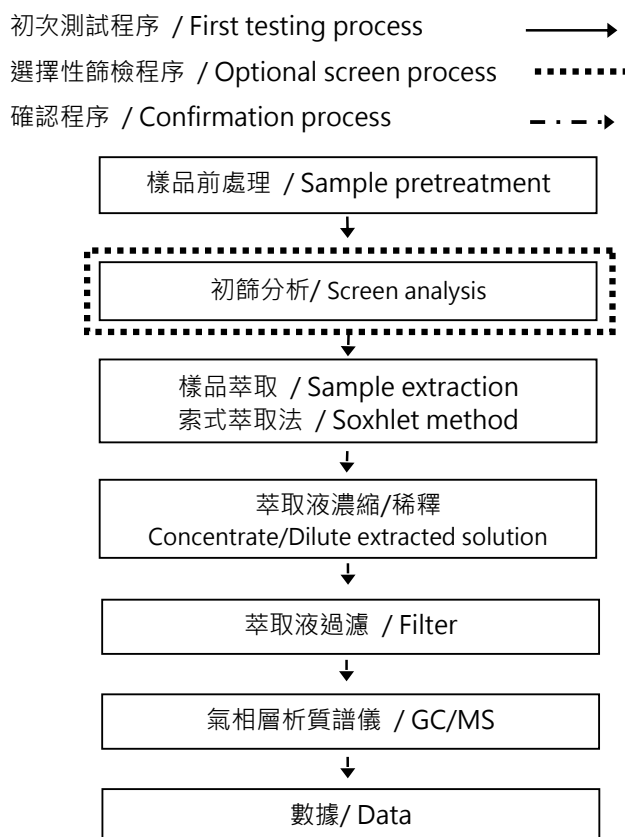 初次測試程序 / First testing process
選擇性篩檢程序 / Optional screen process
確認程序 / Confirmation process
樣品前處理 / Sample pretreatment
初篩分析/ Screen analysis
樣品萃取 / Sample extraction
索式萃取法 / Soxhlet method
萃取液濃縮/稀釋
Concentrate/Dilute extracted solution
萃取液過濾 / Filter
氣相層析質譜儀 / GC/MS
數據/ Data